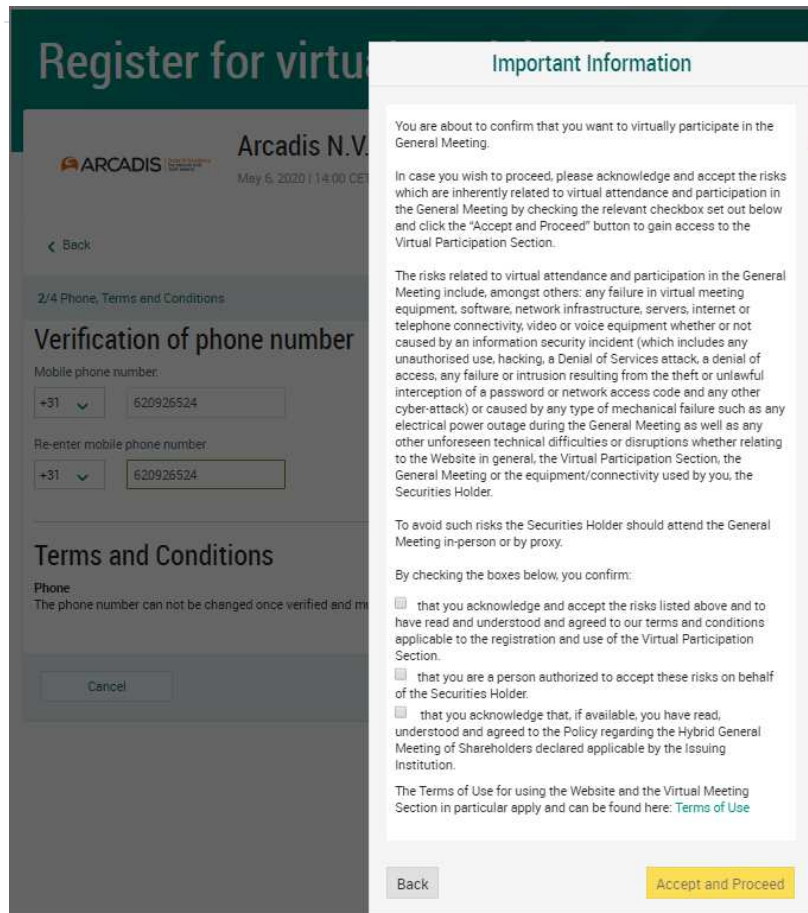 Register for virtu
ARCADIS
Arcadis N.V.
May 6, 2020 | 14:00 CET
Back
2/4 Phone, Terms and Conditions
Verification of phone number
Mobile phone number
+31 620926524
Re-enter mobile phone number
+31 620926524
Terms and Conditions
Phone
The phone number can not be changed once verified and mu
Cancel
Important Information
You are about to confirm that you want to virtually participate in the
General Meeting.
In case you wish to proceed, please acknowledge and accept the risks
which are inherently related to virtual attendance and participation in
the General Meeting by checking the relevant checkbox set out below
and click the “Accept and Proceed” button to gain access to the
Virtual Participation Section.
The risks related to virtual attendance and participation in the General
Meeting include, amongst others: any failure in virtual meeting
equipment, software, network infrastructure, servers, internet or
telephone connectivity, video or voice equipment whether or not
caused by an information security incident (which includes any
unauthorised use, hacking, a Denial of Services attack, a denial of
access, any failure or intrusion resulting from the theft or unlawful
interception of a password or network access code and any other
cyber-attack) or caused by any type of mechanical failure such as any
electrical power outage during the General Meeting as well as any
other unforeseen technical difficulties or disruptions whether relating
to the Website in general, the Virtual Participation Section, the
General Meeting or the equipment/connectivity used by you, the
Securities Holder.
To avoid such risks the Securities Holder should attend the General
Meeting in-person or by proxy.
By checking the boxes below, you confirm:
that you acknowledge and accept the risks listed above and to
have read and understood and agreed to our terms and conditions
applicable to the registration and use of the Virtual Participation
Section.
that you are a person authorized to accept these risks on behalf
of the Securities Holder.
that you acknowledge that, if available, you have read,
understood and agreed to the Policy regarding the Hybrid General
Meeting of Shareholders declared applicable by the Issuing
Institution.
The Terms of Use for using the Website and the Virtual Meeting
Section in particular apply and can be found here: Terms of Use
Back
Accept and Proceed